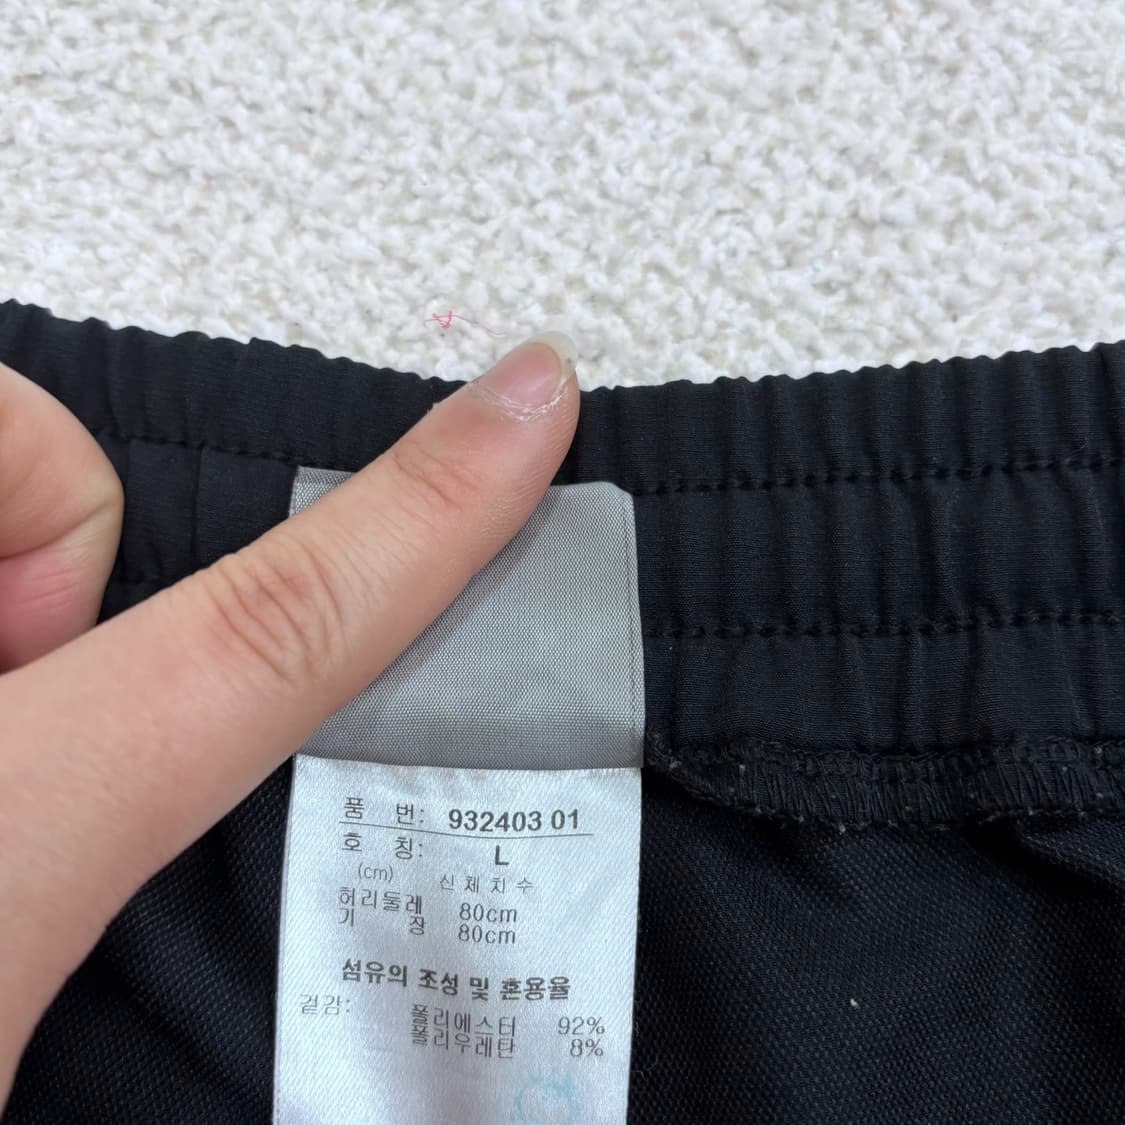 품 번: 932403 01
호 칭: L
(cm) 신체치수
허리둘레 80cm
기 장 80cm
섬유의 조성 및 혼용율
겉감:
폴리에스터 92%
폴리우레탄 8%